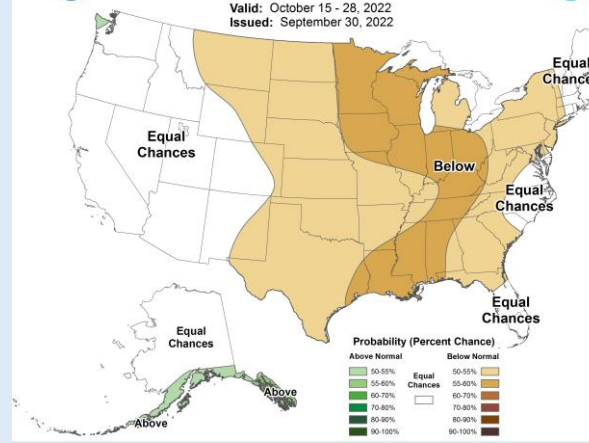 Valid: October 15 - 28, 2022
Issued: September 30, 2022
Equal
Chances
Equal
Chances
Below
Equal
Chances
Equal
Chances
Equal
Chances
Above
Above
Probability (Percent Chance)
Above Normal
Below Normal
50-55%
55-60%
60-70%
70-80%
80-90%
90-100%
Equal
Chances
50-55%
55-60%
60-70%
70-80%
80-90%
90-100%